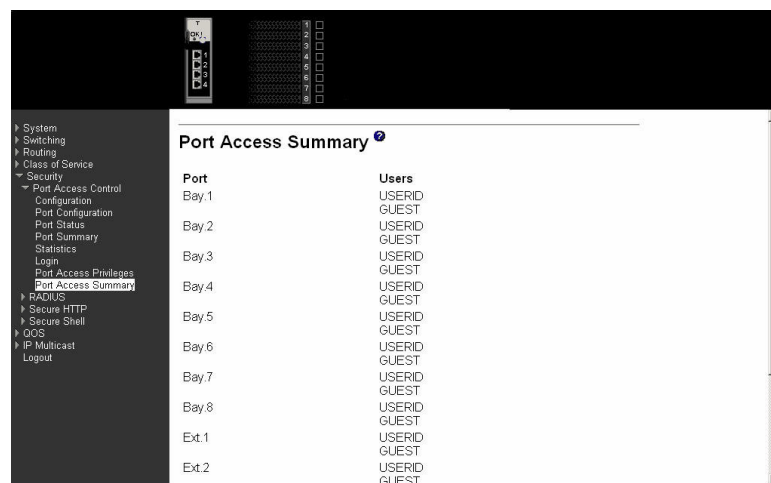 T
OK!
1
2
3
4
1
2
3
4
5
6
7
8
System
Switching
Routing
Class of Service
Security
Port Access Control
Configuration
Port Configuration
Port Status
Port Summary
Statistics
Login
Port Access Privileges
Port Access Summary
RADIUS
Secure HTTP
Secure Shell
QOS
IP Multicast
Logout
Port Access Summary ?
Port Users
Bay.1 USERID
GUEST
Bay.2 USERID
GUEST
Bay.3 USERID
GUEST
Bay.4 USERID
GUEST
Bay.5 USERID
GUEST
Bay.6 USERID
GUEST
Bay.7 USERID
GUEST
Bay.8 USERID
GUEST
Ext.1 USERID
GUEST
Ext.2 USERID
GUEST